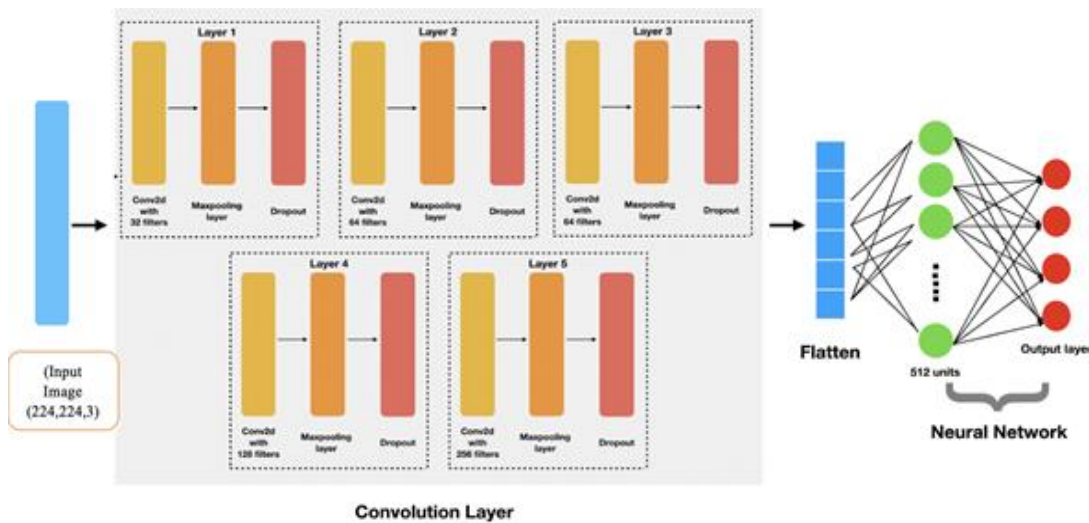 Layer 1
Layer 2
Layer 3
Conv2d
with
32 filters
Maxpooling
layer
Dropout
Conv2d
with
64 filters
Maxpooling
layer
Dropout
Conv2d
with
64 filters
Maxpooling
layer
Dropout
Layer 4
Layer 5
Conv2d
with
128 filters
Maxpooling
layer
Dropout
Conv2d
with
256 filters
Maxpooling
layer
Dropout
(Input
Image
(224,224,3)
Flatten
512 units
Output layer
Neural Network
Convolution Layer